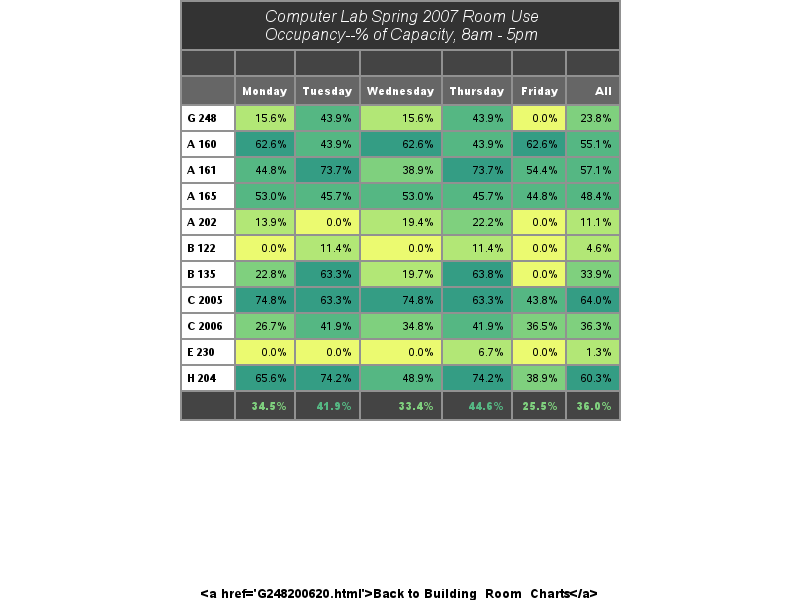 Computer Lab Spring 2007 Room Use
Occupancy--% of Capacity, 8am - 5pm
Monday Tuesday Wednesday Thursday Friday All
G 248 15.6% 43.9% 15.6% 43.9% 0.0% 23.8%
A 160 62.6% 43.9% 62.6% 43.9% 62.6% 55.1%
A 161 44.8% 73.7% 38.9% 73.7% 54.4% 57.1%
A 165 53.0% 45.7% 53.0% 45.7% 44.8% 48.4%
A 202 13.9% 0.0% 19.4% 22.2% 0.0% 11.1%
B 122 0.0% 11.4% 0.0% 11.4% 0.0% 4.6%
B 135 22.8% 63.3% 19.7% 63.8% 0.0% 33.9%
C 2005 74.8% 63.3% 74.8% 63.3% 43.8% 64.0%
C 2006 26.7% 41.9% 34.8% 41.9% 36.5% 36.3%
E 230 0.0% 0.0% 0.0% 6.7% 0.0% 1.3%
H 204 65.6% 74.2% 48.9% 74.2% 38.9% 60.3%
34.5% 41.9% 33.4% 44.6% 25.5% 36.0%
<a href='G248200620.html'>Back to Building_Room_Charts</a>